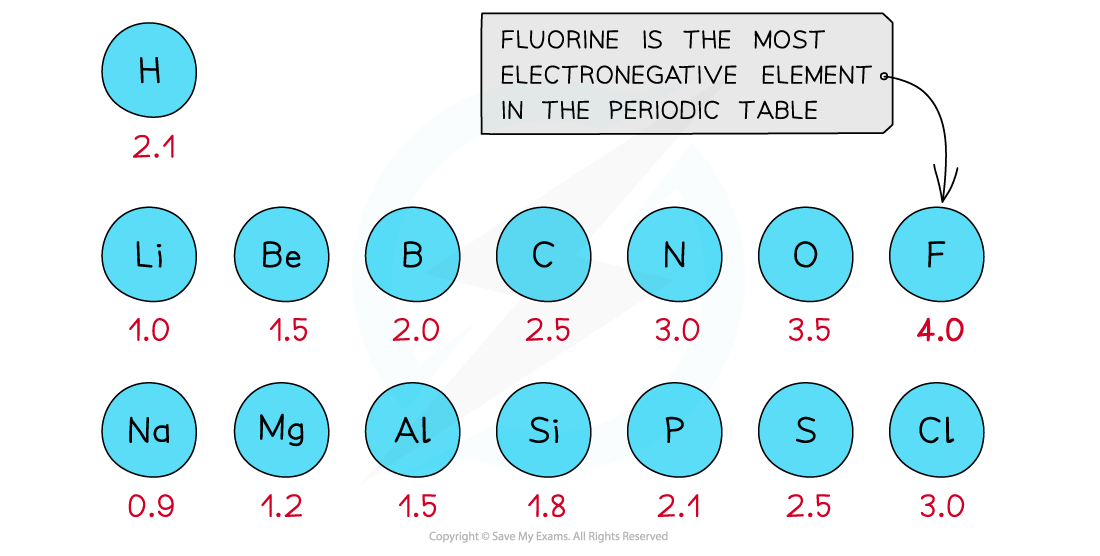 H
FLUORINE IS THE MOST
ELECTRONEGATIVE ELEMENT
IN THE PERIODIC TABLE
2.1
Li Be B C N O F
1.0 1.5 2.0 2.5 3.0 3.5 4.0
Na Mg Al Si P S Cl
0.9 1.2 1.5 1.8 2.1 2.5 3.0
Copyright © Save My Exams. All Rights Reserved